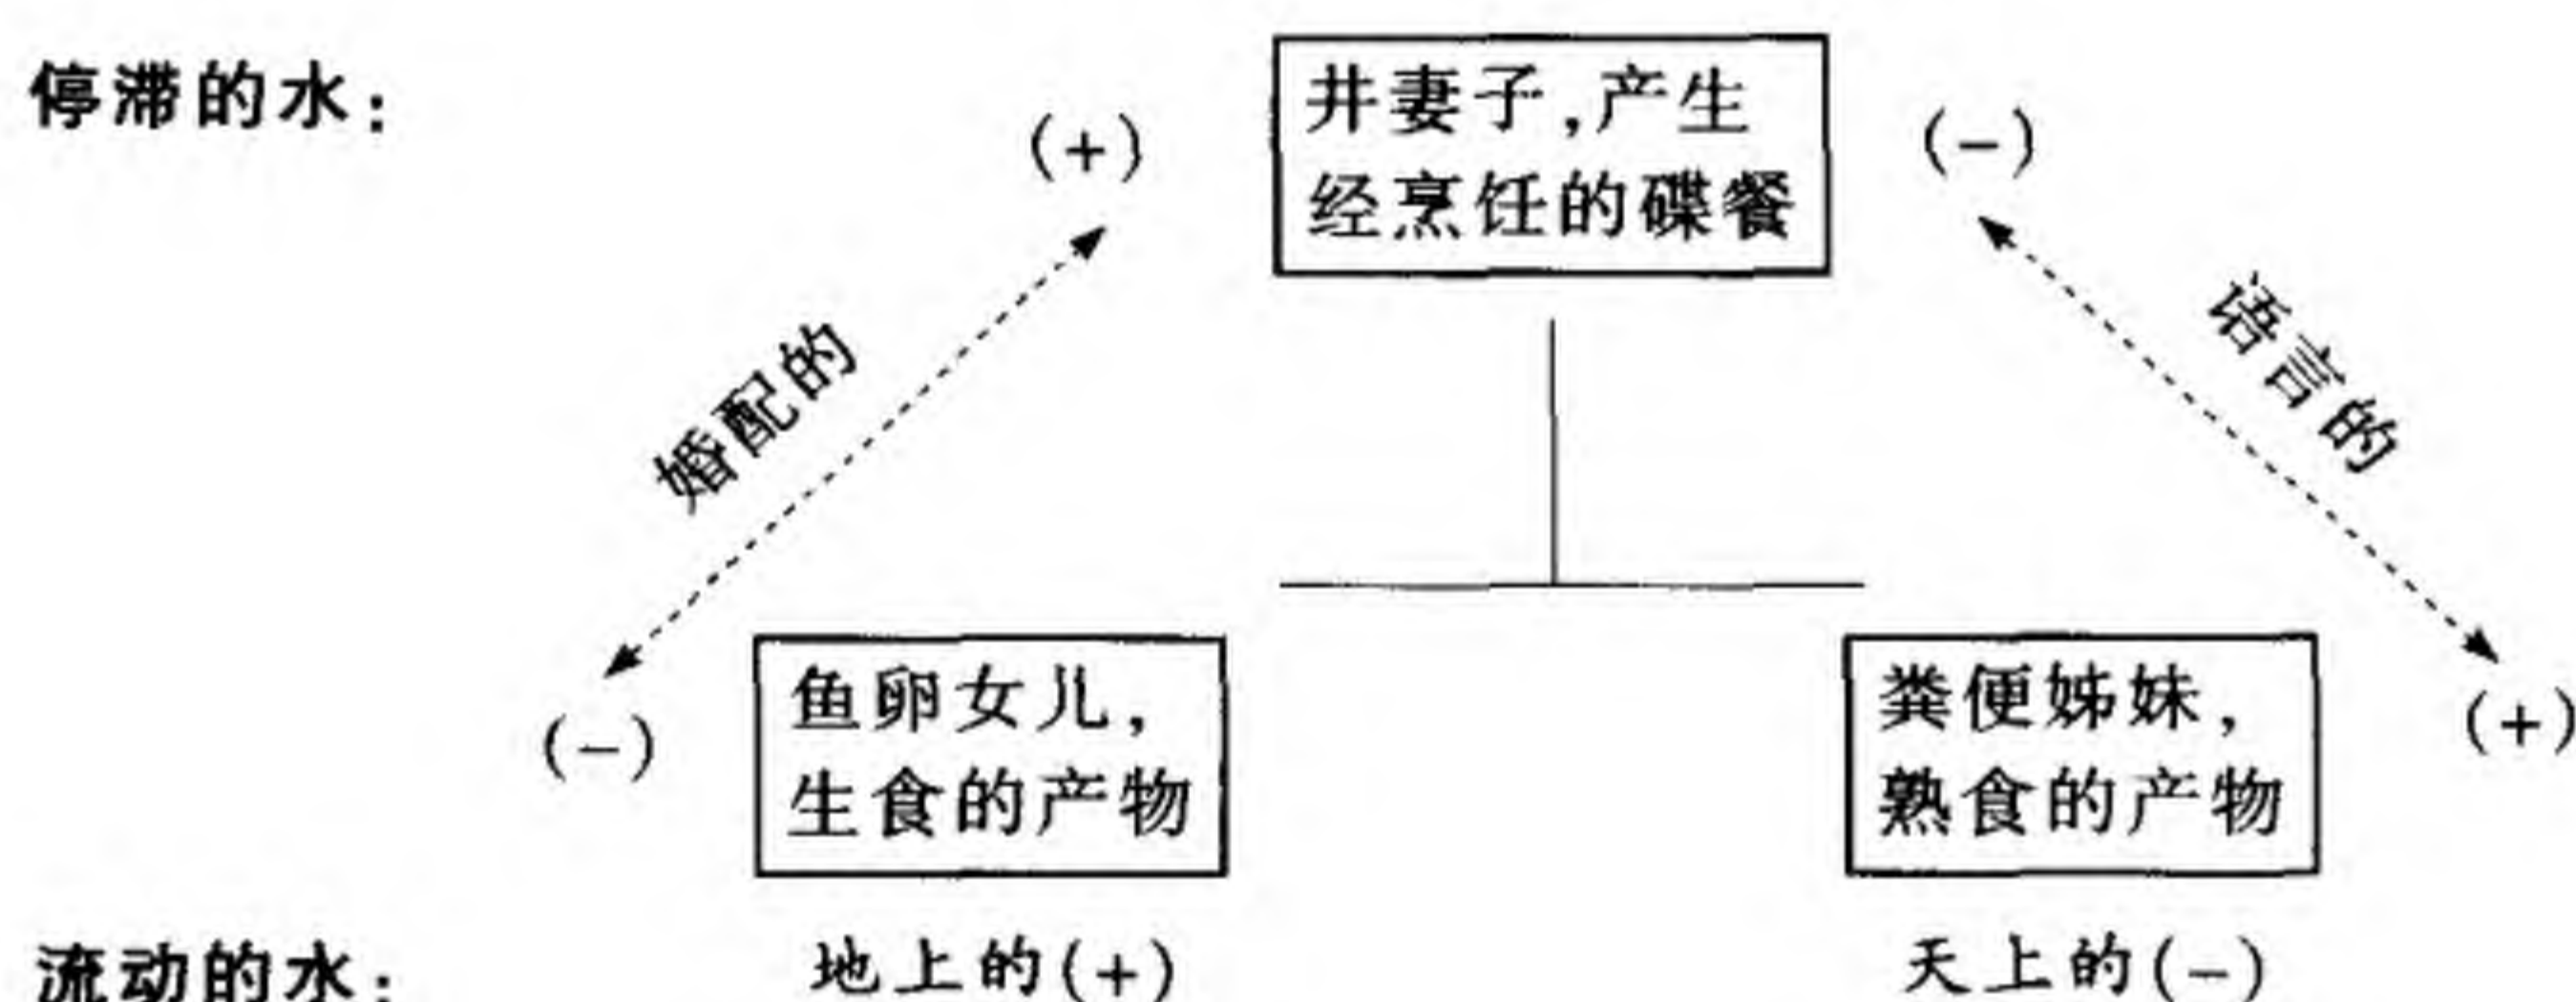 停滞的水：
(+)
井妻子，产生
经烹饪的碟餐
(-)
婚配的
语言的
(-)
鱼卵女儿，
生食的产物
粪便姊妹，
熟食的产物
(+)
流动的水：
地上的(+)
天上的(-)